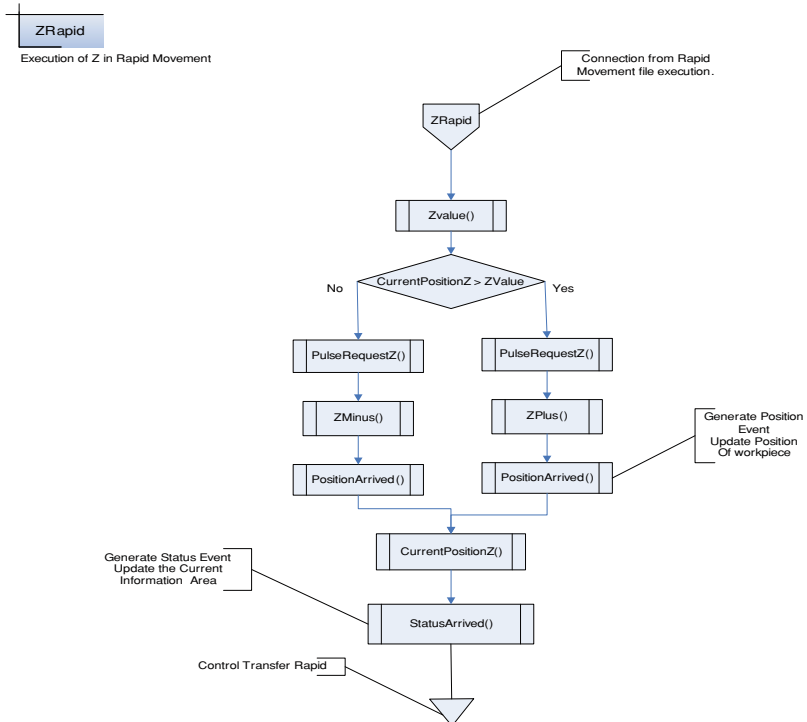 ZRapid
Execution of Z in Rapid Movement
Connection from Rapid
Movement file execution.
ZRapid
Zvalue()
CurrentPositionZ > ZValue
No
Yes
PulseRequestZ()
PulseRequestZ()
ZMinus()
ZPlus()
Generate Position
Event
Update Position
Of workpiece
PositionArrived()
PositionArrived()
CurrentPositionZ()
Generate Status Event
Update the Current
Information Area
StatusArrived()
Control Transfer Rapid